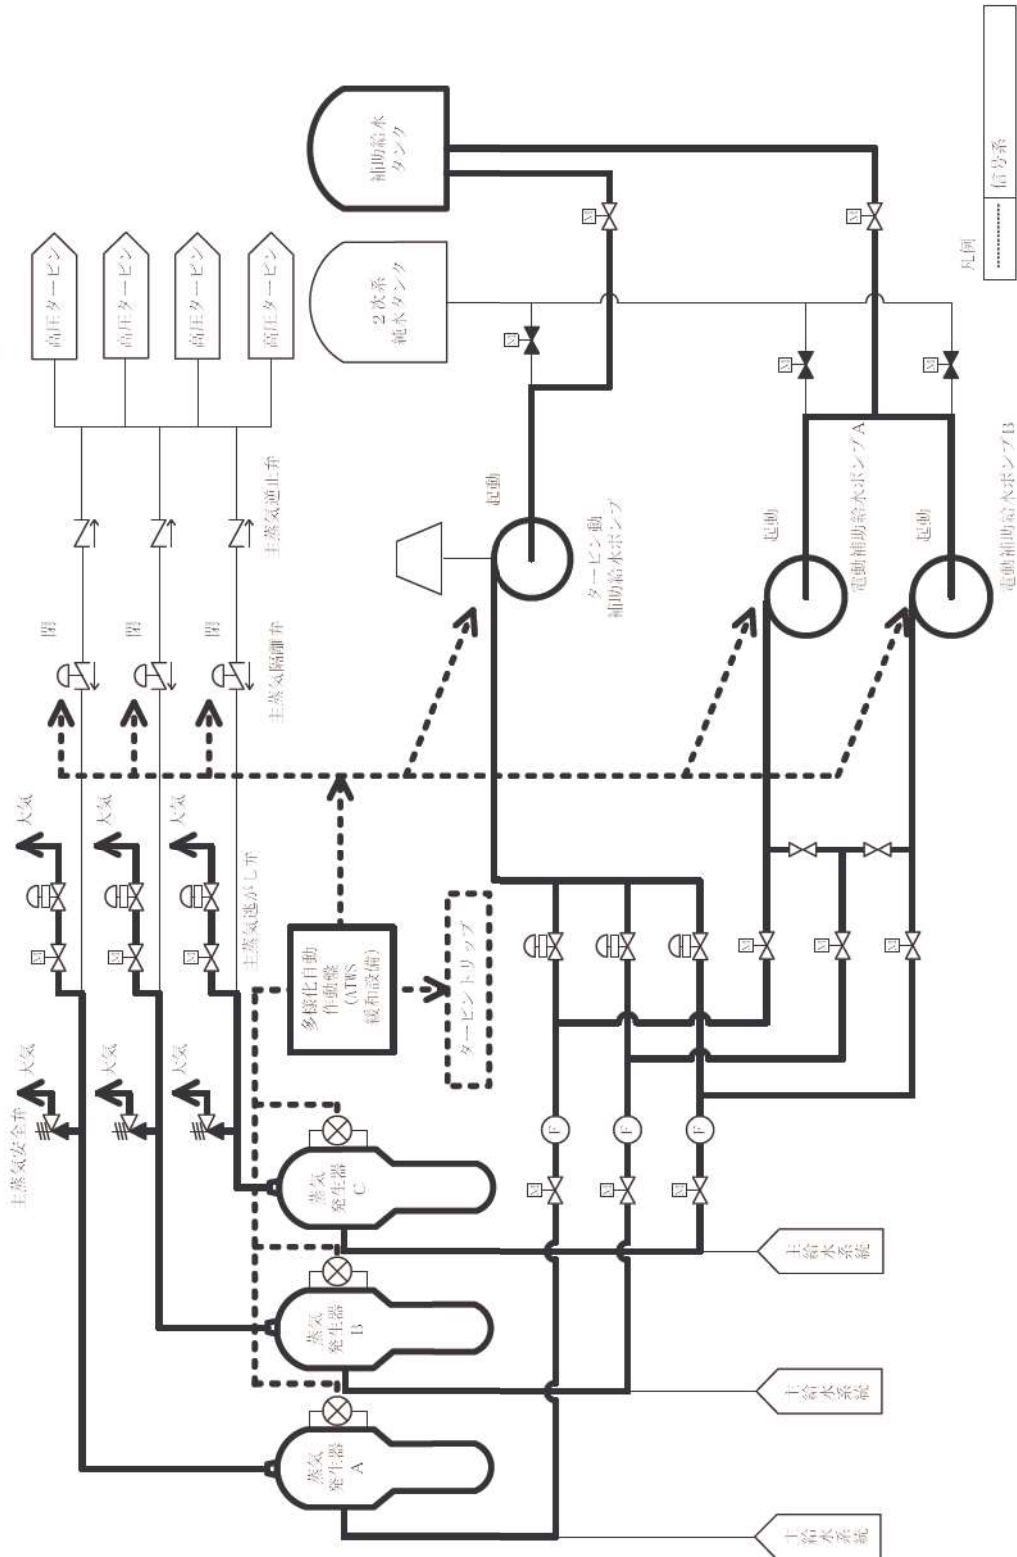 主蒸気安全弁
大気
大気
大気
大気
大気
大気
主蒸気逃がし弁
閉
閉
閉
主蒸気隔離弁
主蒸気逆止弁
高圧タービン
高圧タービン
高圧タービン
高圧タービン
蒸気
発生器
A
蒸気
発生器
B
蒸気
発生器
C
多様化自動
作動盤
(ATWS
緩和設備)
タービントリップ
2次系
純水タンク
補助給水
タンク
起動
タービン動
補助給水ポンプ
起動
電動補助給水ポンプA
起動
電動補助給水ポンプB
M
M
M
M
M
M
M
M
M
M
M
M
M
M
F
F
F
主
給水系
統
主
給水系
統
主
給水系
統
凡例
信号系